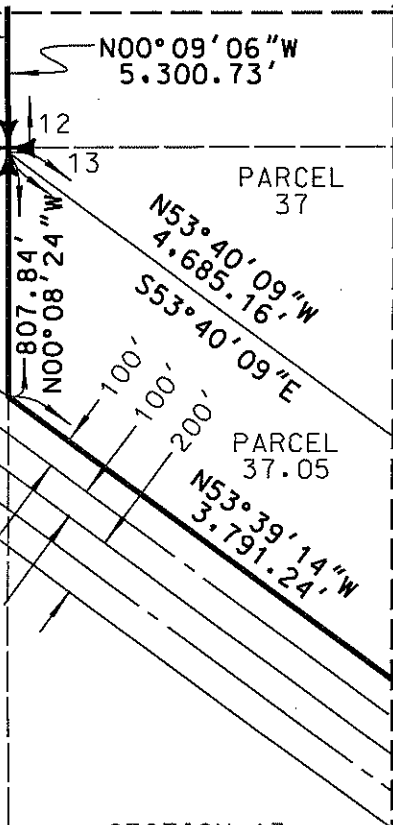 N00°09'06"W
5.300.73'
12
13
PARCEL
37
N53°40'09"W
4,685.16'
S53°40'09"E
807.84'
N00°08'24"W
100'
100'
200'
PARCEL
37.05
N53°39'14"W
3,791.24'